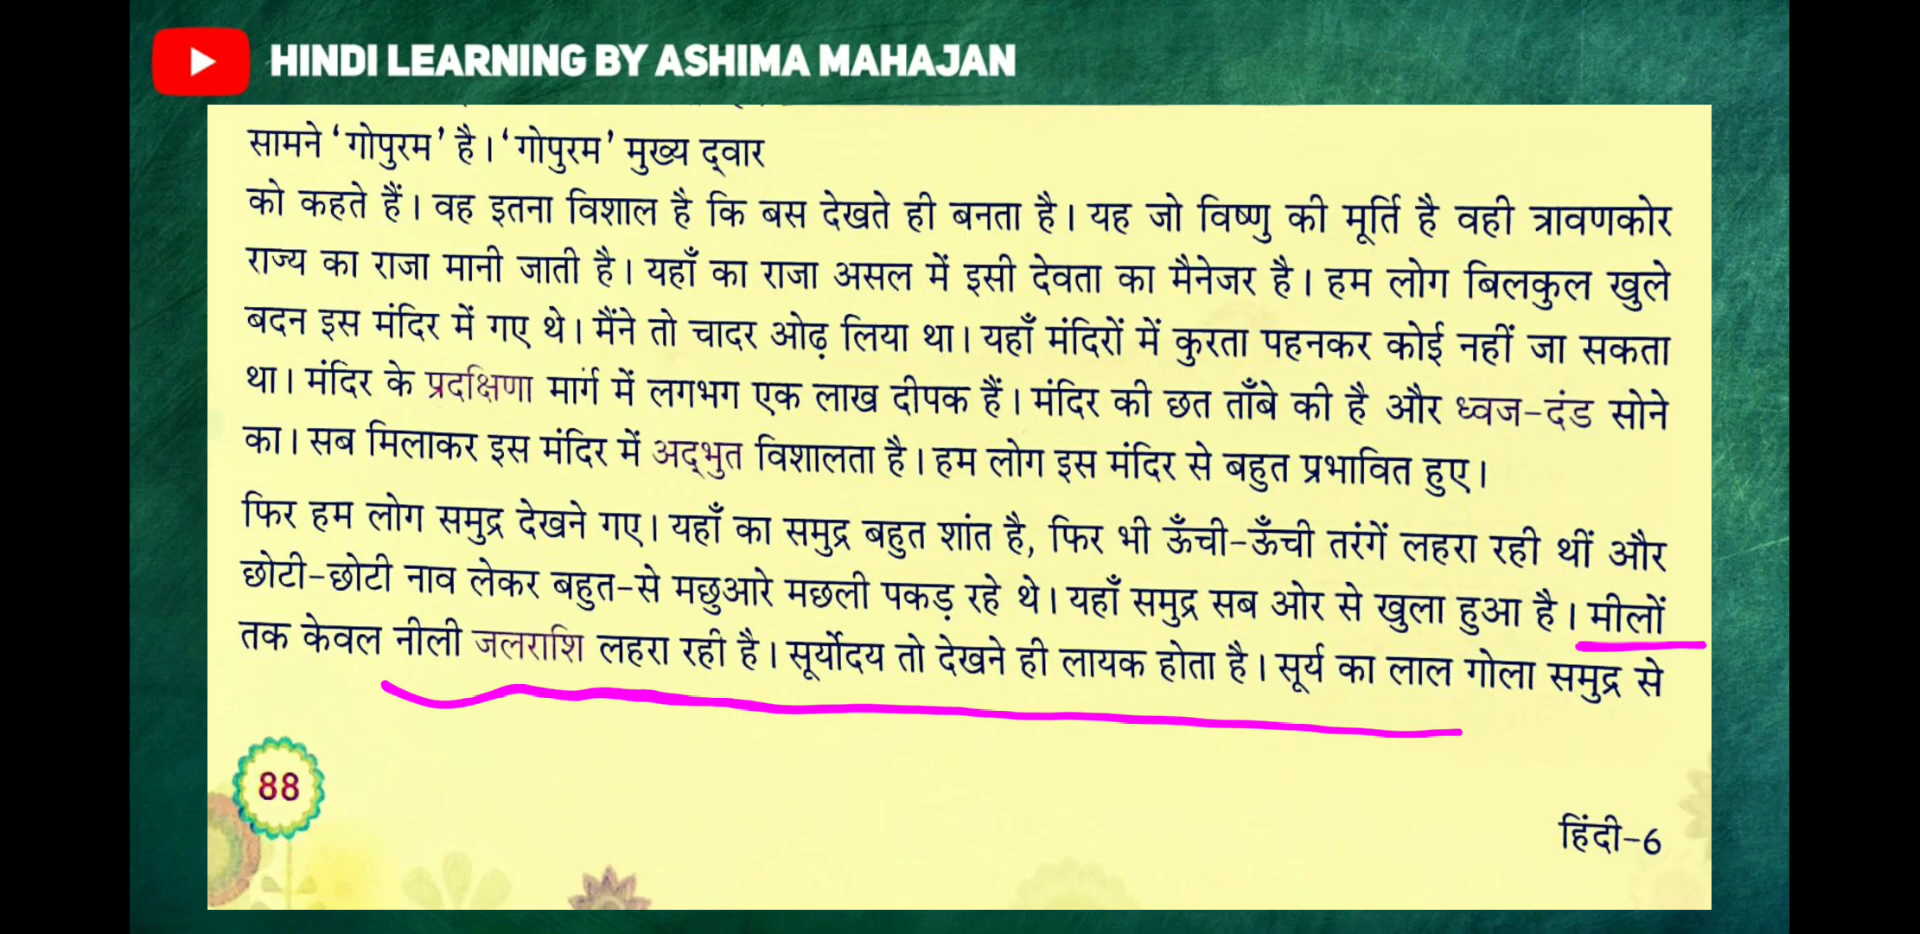 HINDI LEARNING BY ASHIMA MAHAJAN
सामने ‘गोपुरम’ है। ‘गोपुरम’ मुख्य द्‌वार
को कहते हैं। वह इतना विशाल है कि बस देखते ही बनता है। यह जो विष्णु की मूर्ति है वही त्रावणकोर
राज्य का राजा मानी जाती है। यहाँ का राजा असल में इसी देवता का मैनेजर है। हम लोग बिलकुल खुले
बदन इस मंदिर में गए थे। मैंने तो चादर ओढ़ लिया था। यहाँ मंदिरों में कुरता पहनकर कोई नहीं जा सकता
था। मंदिर के प्रदक्षिणा मार्ग में लगभग एक लाख दीपक हैं। मंदिर की छत ताँबे की है और ध्वज-दंड सोने
का। सब मिलाकर इस मंदिर में अद्‌भुत विशालता है। हम लोग इस मंदिर से बहुत प्रभावित हुए।
फिर हम लोग समुद्र देखने गए। यहाँ का समुद्र बहुत शांत है, फिर भी ऊँची-ऊँची तरंगें लहरा रही थीं और
छोटी-छोटी नाव लेकर बहुत-से मछुआरे मछली पकड़ रहे थे। यहाँ समुद्र सब ओर से खुला हुआ है। मीलों
तक केवल नीली जलराशि लहरा रही है। सूर्योदय तो देखने ही लायक होता है। सूर्य का लाल गोला समुद्र से
88
हिंदी-6